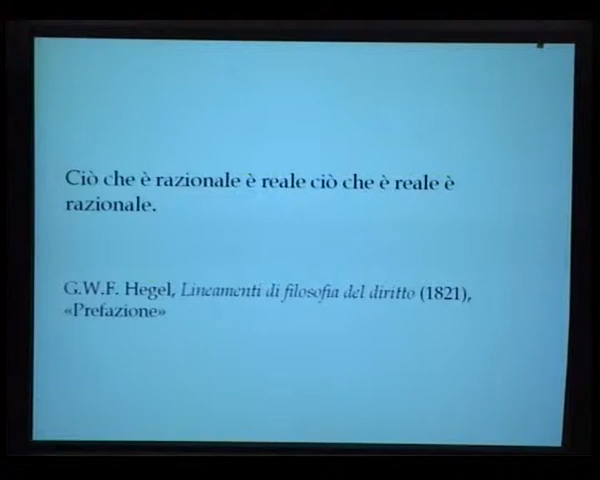 Ciò che è razionale è reale ciò che è reale è
razionale.
G.W.F. Hegel, Lineamenti di filosofia del diritto (1821),
«Prefazione»